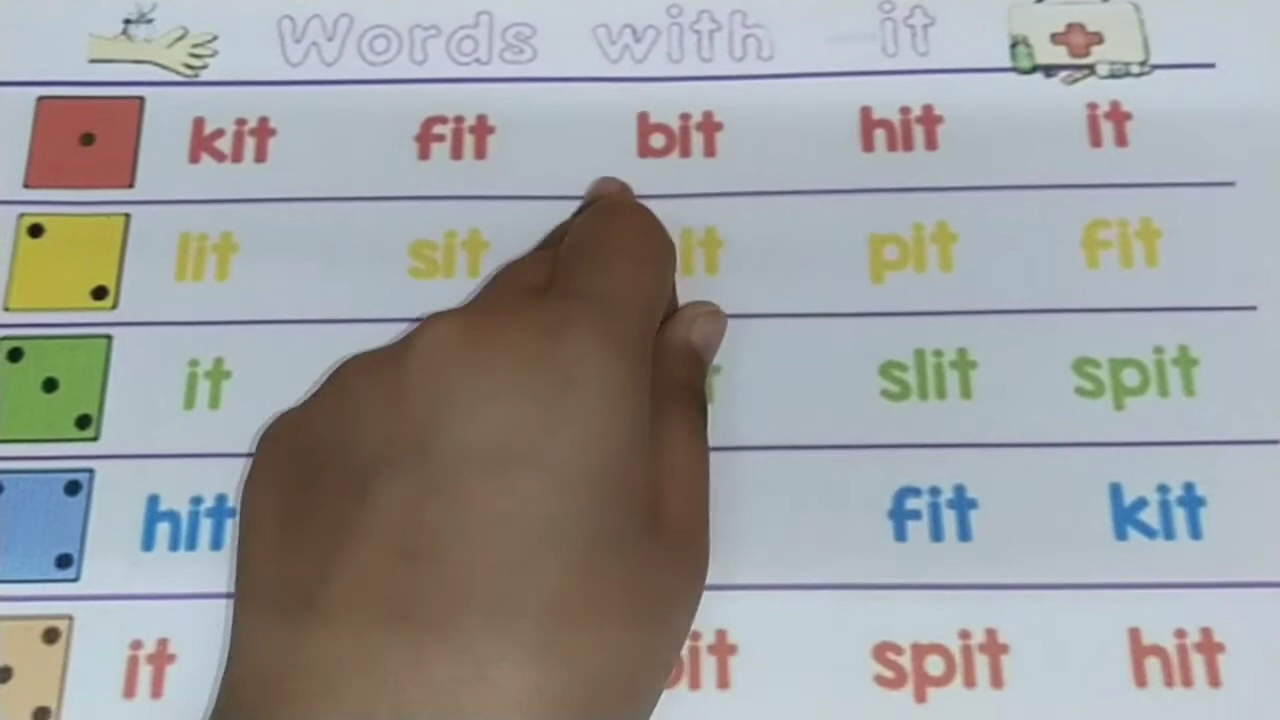 Words with -it
kit fit bit hit it
lit sit pit fit
it slit spit
hit fit kit
it spit hit